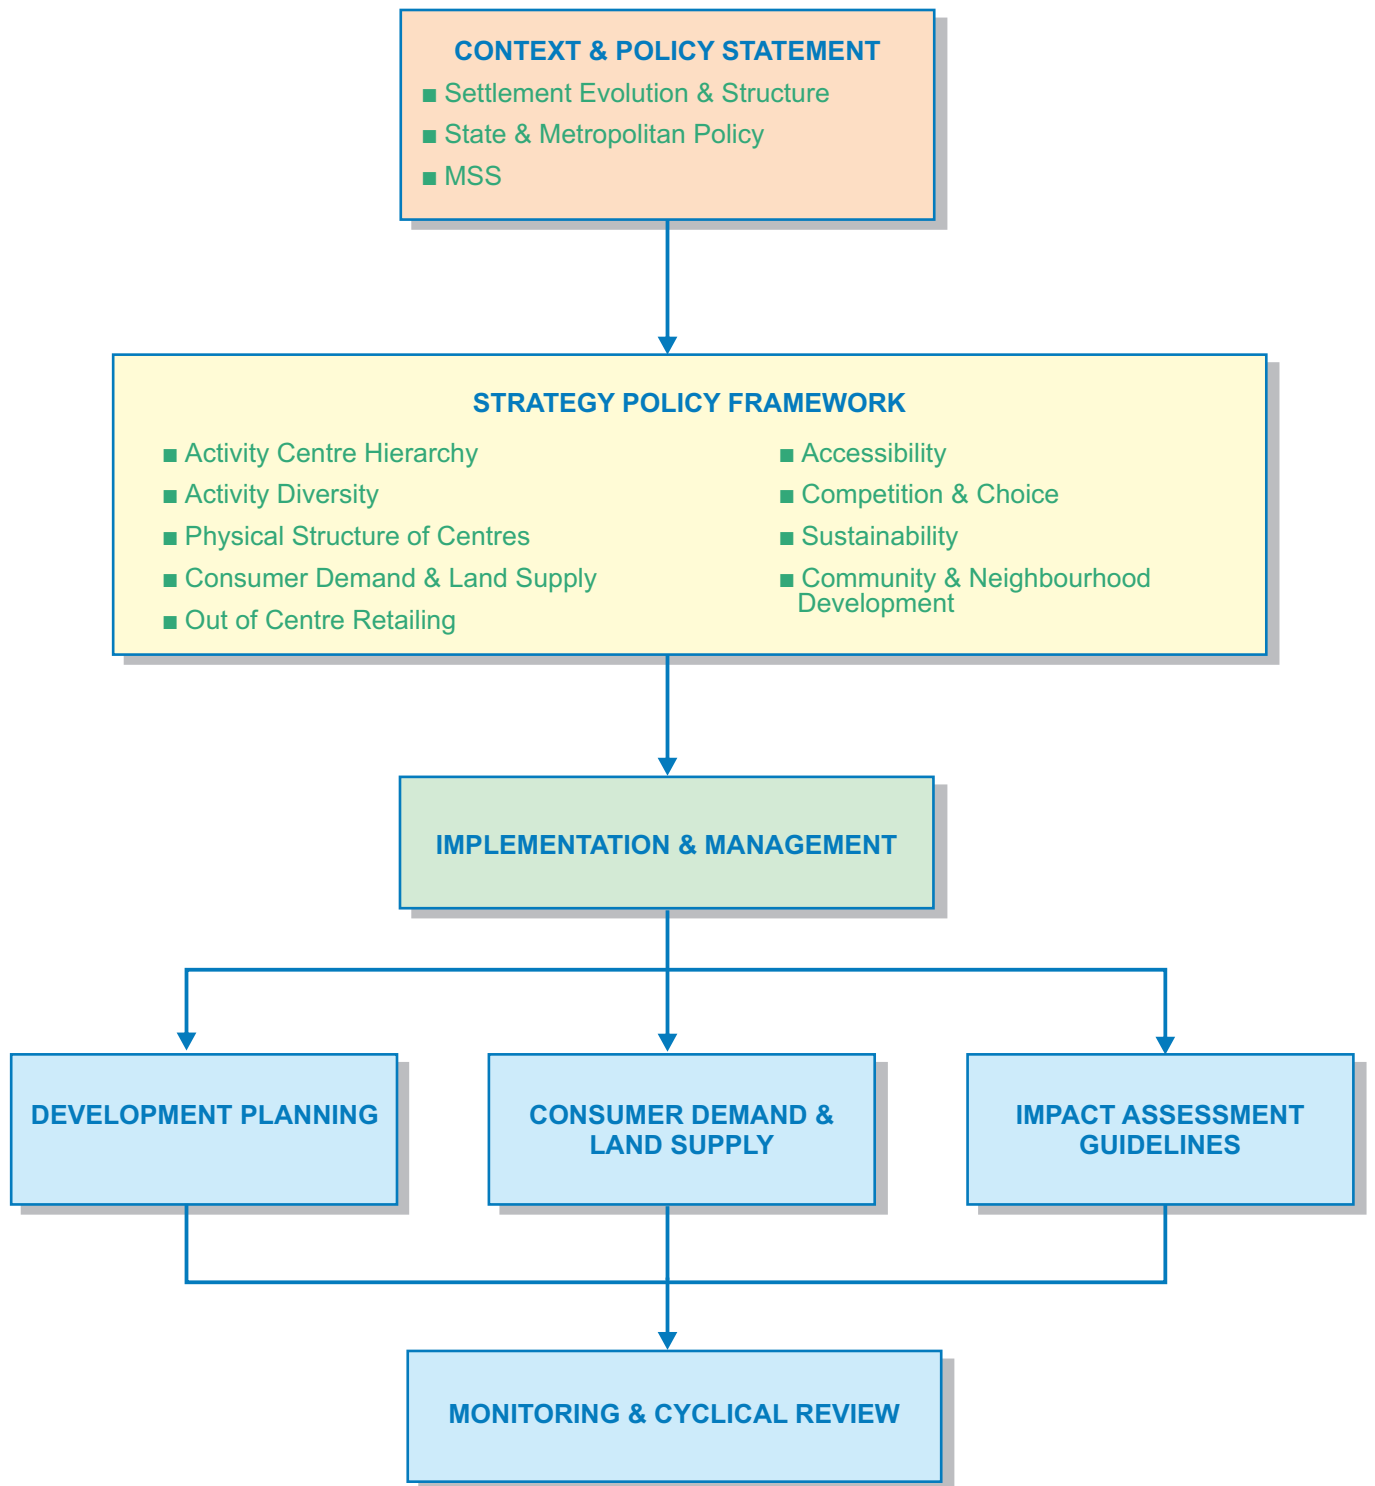 CONTEXT & POLICY STATEMENT
■ Settlement Evolution & Structure
■ State & Metropolitan Policy
■ MSS
STRATEGY POLICY FRAMEWORK
■ Activity Centre Hierarchy
■ Activity Diversity
■ Physical Structure of Centres
■ Consumer Demand & Land Supply
■ Out of Centre Retailing
■ Accessibility
■ Competition & Choice
■ Sustainability
■ Community & Neighbourhood
Development
IMPLEMENTATION & MANAGEMENT
DEVELOPMENT PLANNING
CONSUMER DEMAND &
LAND SUPPLY
IMPACT ASSESSMENT
GUIDELINES
MONITORING & CYCLICAL REVIEW